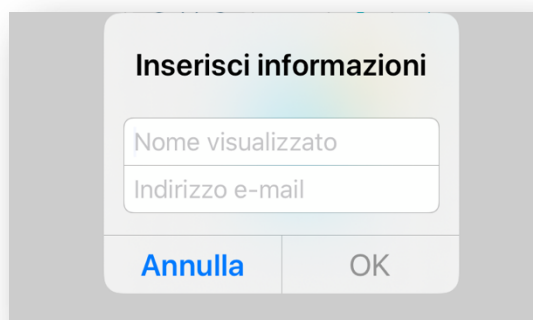 Inserisci informazioni
Nome visualizzato
Indirizzo e-mail
Annulla
OK